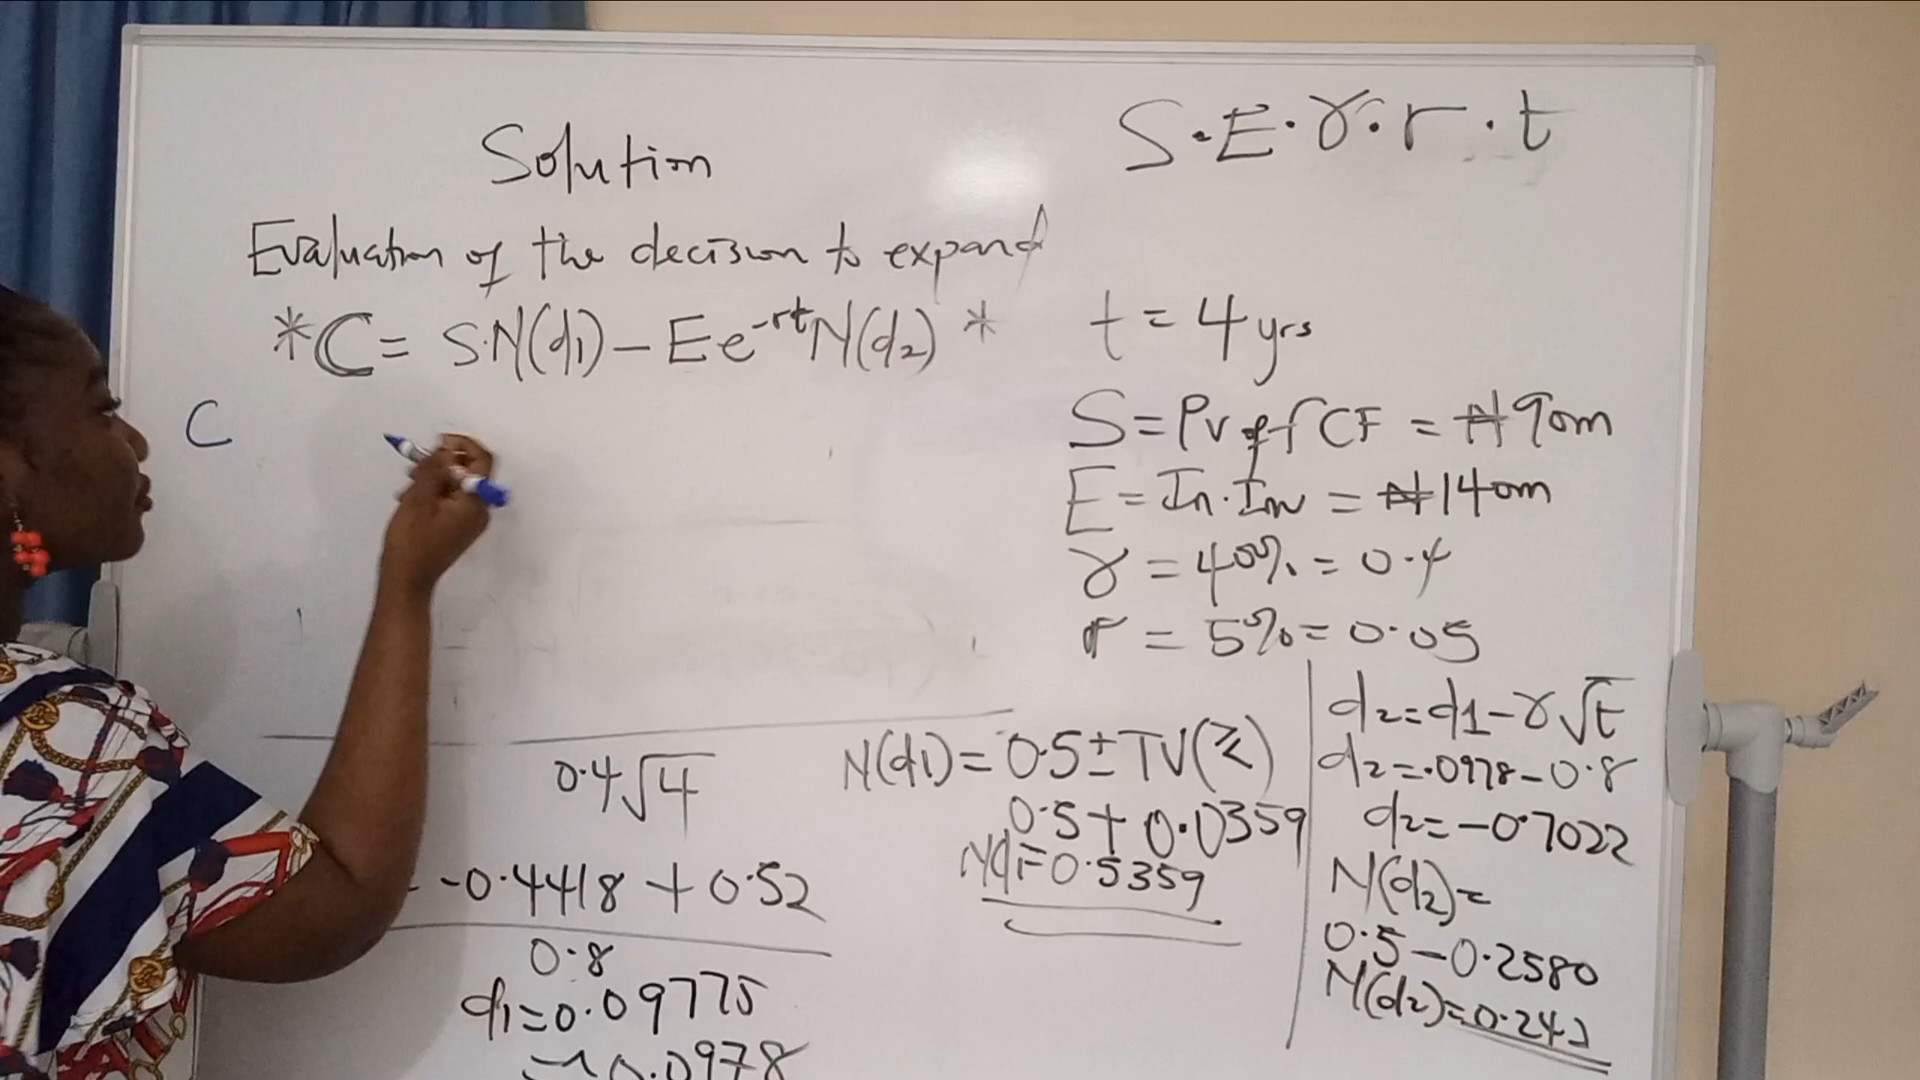 Solution
S.E.γ.r.t
Evaluation of the decision to expand
*C = S.N(d1) – Ee^-rt N(d2) *
C
t = 4yrs
S = Pv of f CF = ₦90m
E = In.Inv = ₦140m
γ = 40% = 0.4
r = 5% = 0.05
0.4√4
-0.4418 + 0.52
0.8
d1=0.09775
≈0.0978
N(d1) = 0.5 ± TV(Z)
0.5 + 0.0359
Nd1=0.5359
d2=d1-γ√t
d2=.0978-0.8
d2=-0.7022
N(d2)=
0.5-0.2580
N(d2)=0.242